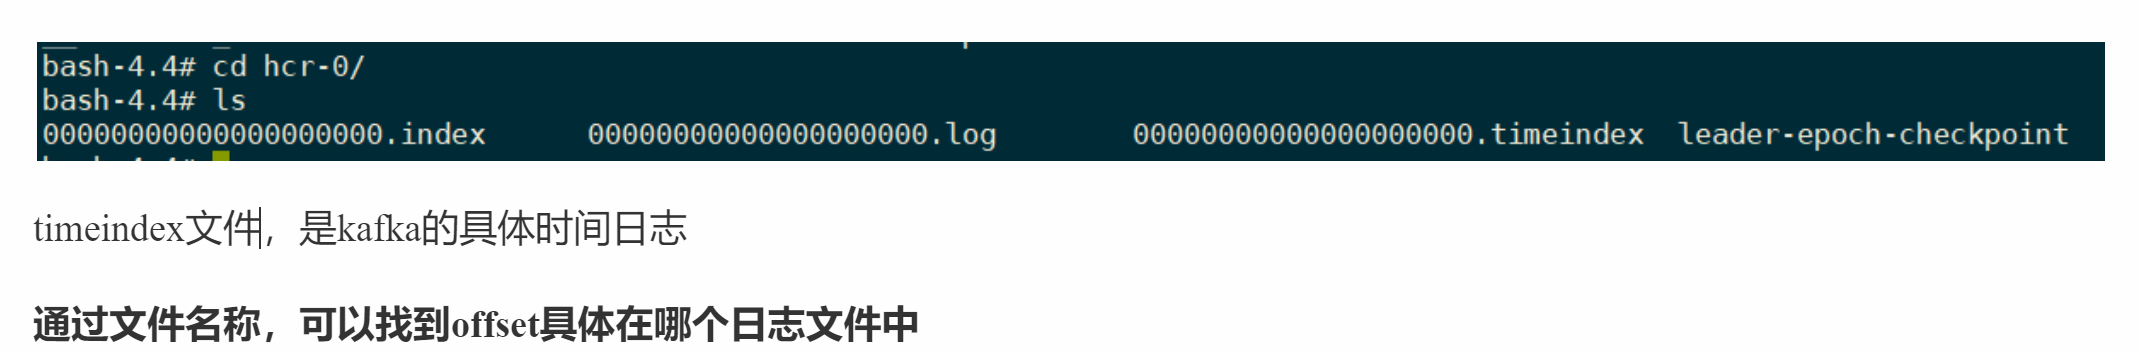 bash-4.4# cd hcr-0/
bash-4.4# ls
00000000000000000000.index 00000000000000000000.log 00000000000000000000.timeindex leader-epoch-checkpoint
timeindex文件，是kafka的具体时间日志
通过文件名称，可以找到offset具体在哪个日志文件中